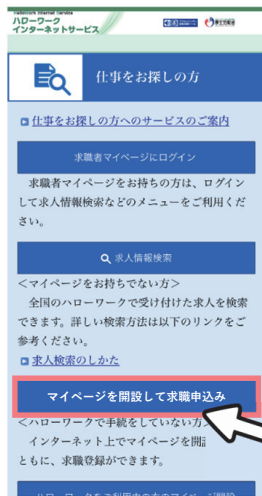 ハローワーク
インターネットサービス
仕事をお探しの方
仕事をお探しの方へのサービスのご案内
求職者マイページにログイン
求職者マイページをお持ちの方は、ログイン
して求人情報検索などのメニューをご利用くだ
さい。
求人情報検索
＜マイページをお持ちでない方＞
全国のハローワークで受け付けた求人を検索
できます。詳しい検索方法は以下のリンクをご
参考ください。
求人検索のしかた
マイページを開設して求職申込み
＜ハローワークで手続をしていない方
インターネット上でマイページを開
ともに、求職登録ができます。